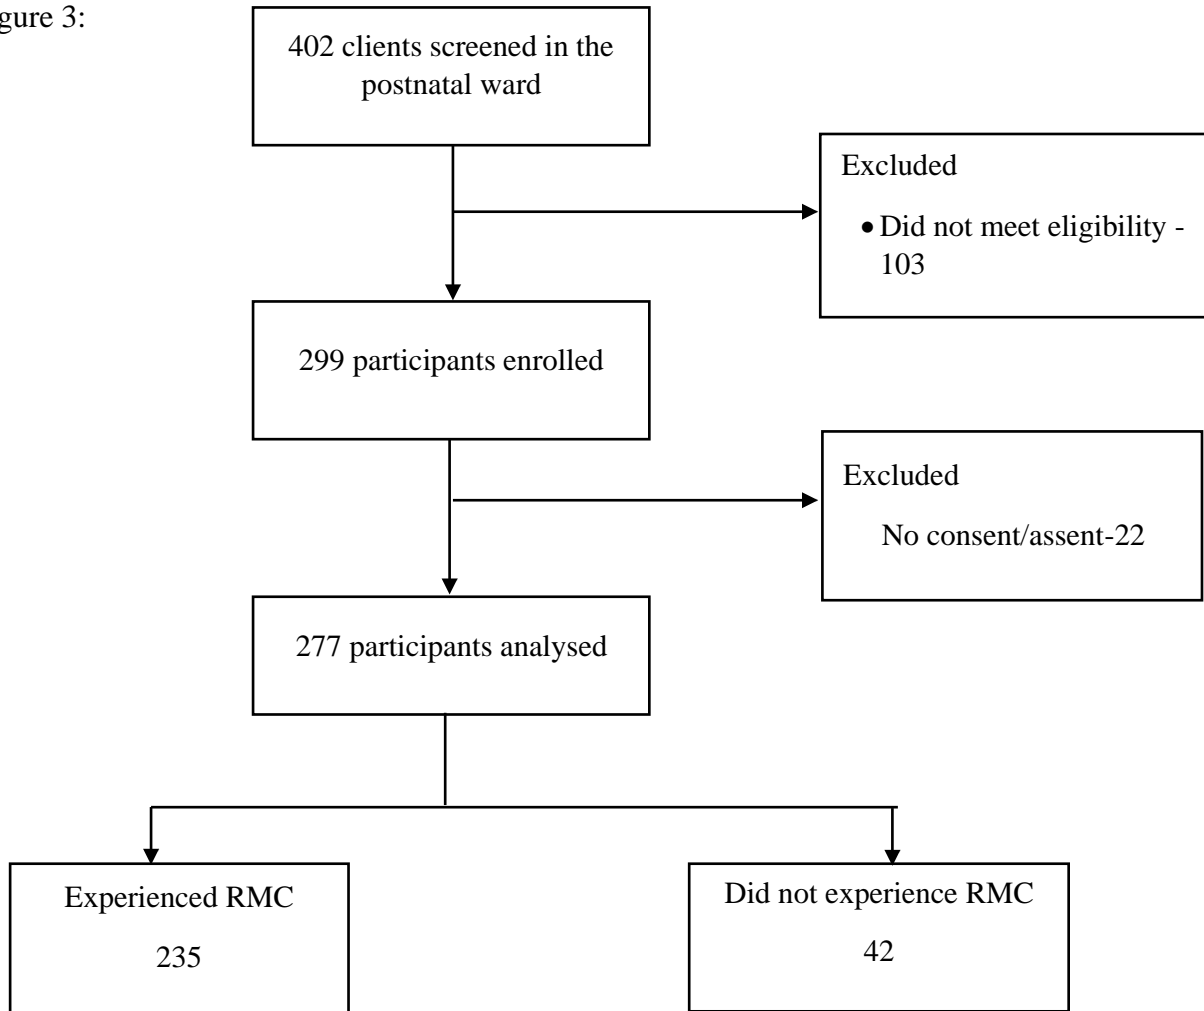 gure 3:
402 clients screened in the
postnatal ward
Excluded
• Did not meet eligibility -
103
299 participants enrolled
Excluded
No consent/assent-22
277 participants analysed
Experienced RMC
235
Did not experience RMC
42